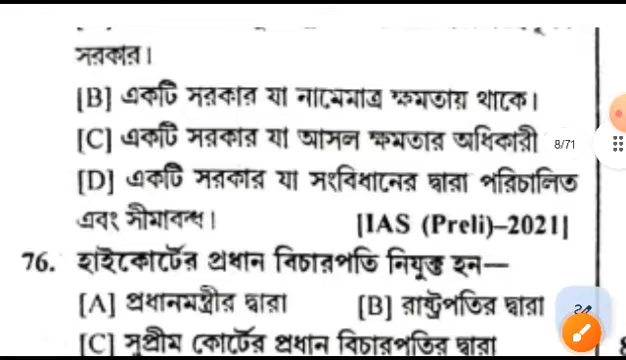 সরকার।
[B] একটি সরকার যা নামেমাত্র ক্ষমতায় থাকে।
[C] একটি সরকার যা আসল ক্ষমতার অধিকারী
8/71
[D] একটি সরকার যা সংবিধানের দ্বারা পরিচালিত
এবং সীমাবদ্ধ। [IAS (Preli)–2021]
76. হাইকোর্টের প্রধান বিচারপতি নিযুক্ত হন—
[A] প্রধানমন্ত্রীর দ্বারা [B] রাষ্ট্রপতির দ্বারা
[C] সুপ্রীম কোর্টের প্রধান বিচারপতির দ্বারা